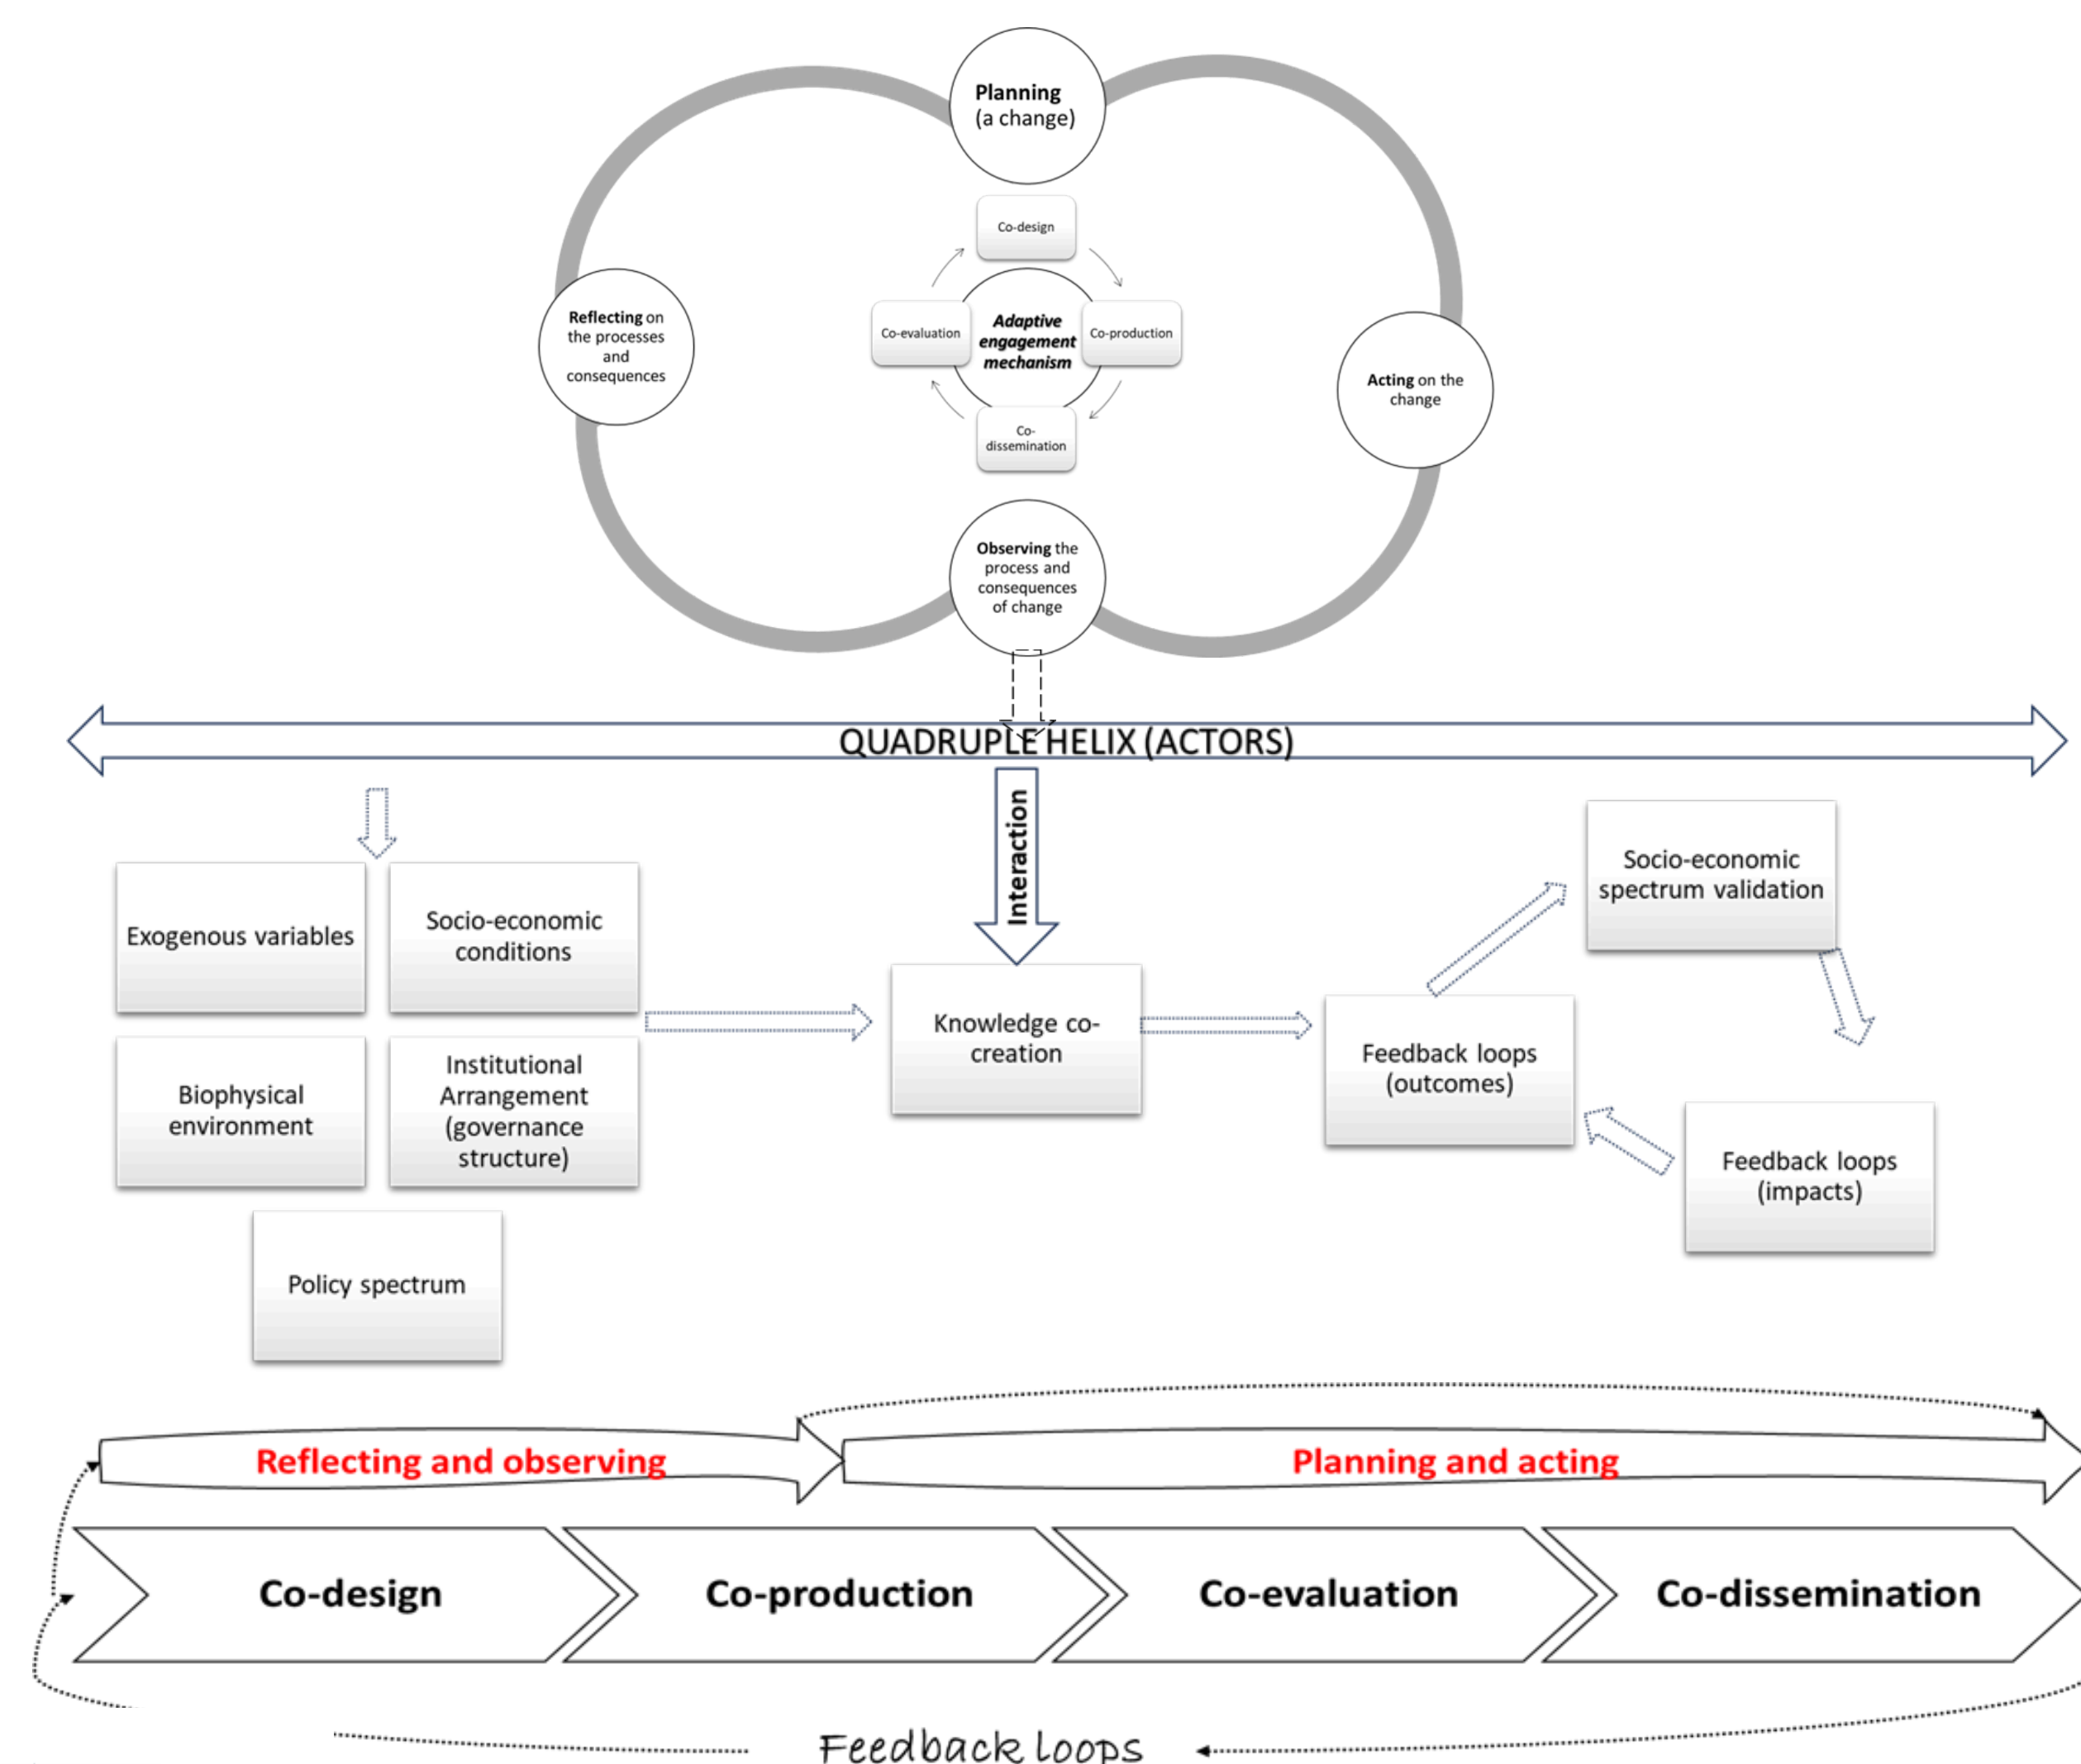 Planning
(a change)
Co-design
Reflecting on
the processes
and
consequences
Co-evaluation
Adaptive
engagement
mechanism
Co-production
Acting on the
change
Co-
dissemination
Observing the
process and
consequences
of change
QUADRUPLE HELIX (ACTORS)
Interaction
Exogenous variables
Socio-economic
conditions
Biophysical
environment
Institutional
Arrangement
(governance
structure)
Policy spectrum
Knowledge co-
creation
Feedback loops
(outcomes)
Socio-economic
spectrum validation
Feedback loops
(impacts)
Reflecting and observing
Planning and acting
Co-design
Co-production
Co-evaluation
Co-dissemination
Feedback Loops